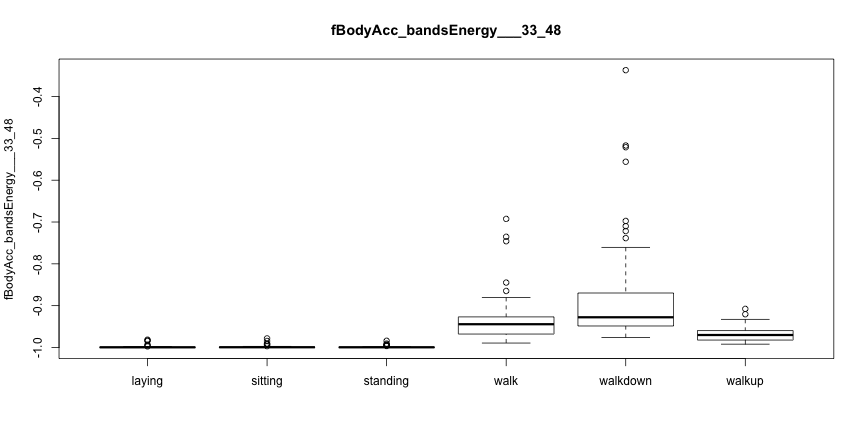 fBodyAcc_bandsEnergy___33_48
fBodyAcc_bandsEnergy___33_48
-0.4
-0.5
-0.6
-0.7
-0.8
-0.9
-1.0
laying sitting standing walk walkdown walkup